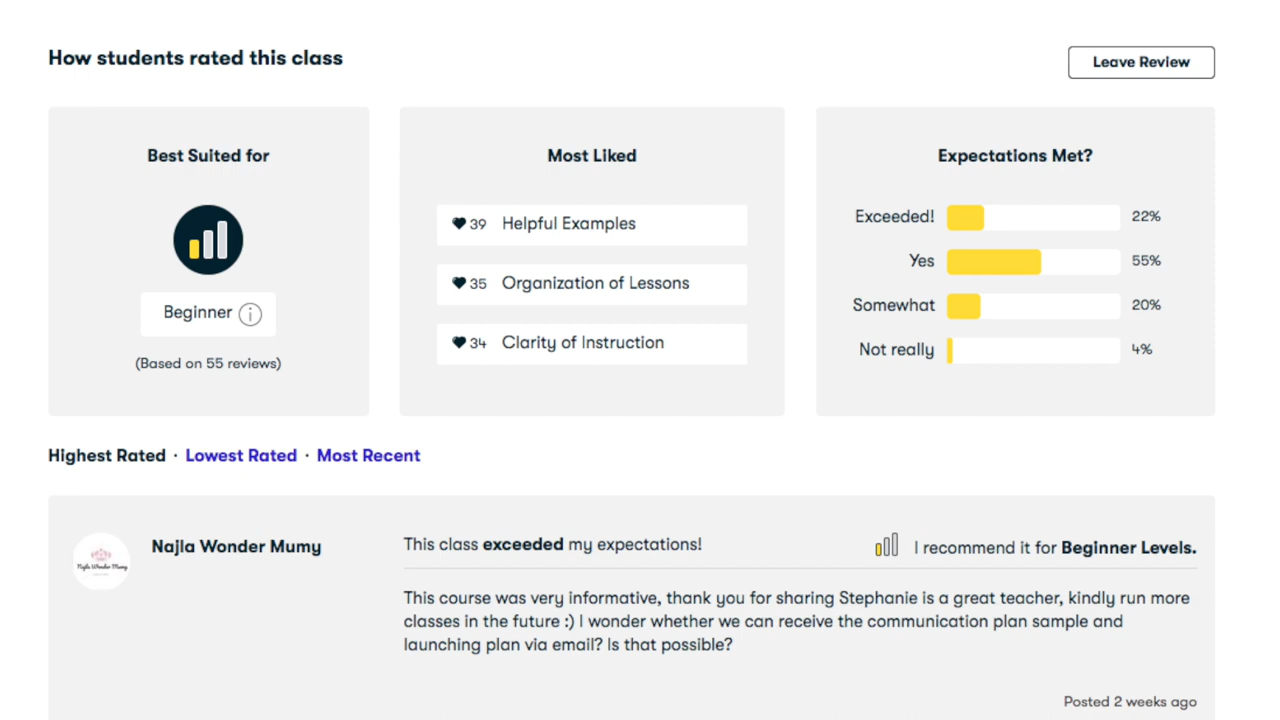 How students rated this class
Leave Review
Best Suited for
Beginner
(Based on 55 reviews)
Most Liked
39 Helpful Examples
35 Organization of Lessons
34 Clarity of Instruction
Expectations Met?
Exceeded! 22%
Yes 55%
Somewhat 20%
Not really 4%
Highest Rated · Lowest Rated · Most Recent
Najla Wonder Mumy
Najla Wonder Mumy
This class exceeded my expectations!
I recommend it for Beginner Levels.
This course was very informative, thank you for sharing Stephanie is a great teacher, kindly run more
classes in the future :) I wonder whether we can receive the communication plan sample and
launching plan via email? Is that possible?
Posted 2 weeks ago